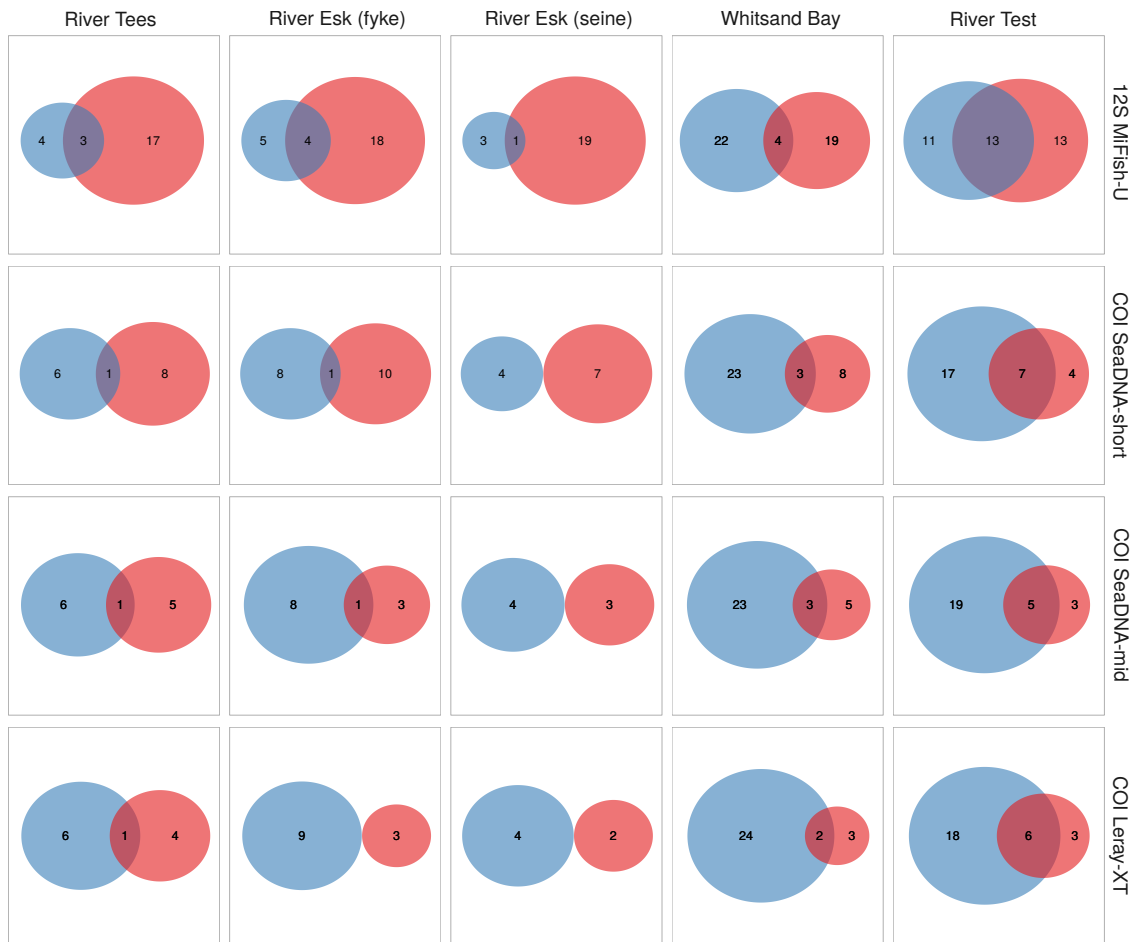 River Tees River Esk (fyke) River Esk (seine) Whitsand Bay River Test
4 3 17 5 4 18 3 1 19 22 4 19 11 13 13
12S MiFish-U
6 1 8 8 1 10 4 7 23 3 8 17 7 4
COI SeaDNA-short
6 1 5 8 1 3 4 3 23 3 5 19 5 3
COI SeaDNA-mid
6 1 4 9 3 4 2 24 2 3 18 6 3
COI Leray-XT